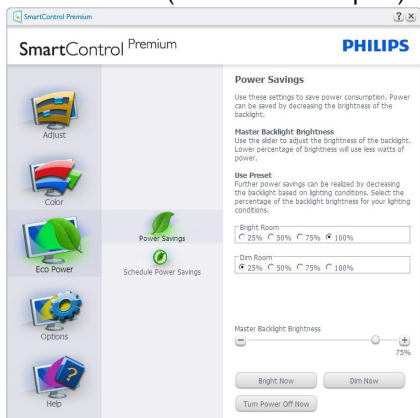 SmartControl Premium
SmartControl Premium
PHILIPS
Adjust
Color
Eco Power
Options
Help
Power Savings
Schedule Power Savings
Power Savings
Use these settings to save power consumption. Power
can be saved by decreasing the brightness of the
backlight.
Master Backlight Brightness
Use the slider to adjust the brightness of the backlight.
Lower percentage of brightness will use less watts of
power.
Use Preset
Further power savings can be realized by decreasing
the backlight based on lighting conditions. Select the
percentage of the backlight brightness for your lighting
conditions.
Bright Room
25% 50% 75% 100%
Dim Room
25% 50% 75% 100%
Master Backlight Brightness
75%
Bright Now Dim Now
Turn Power Off Now